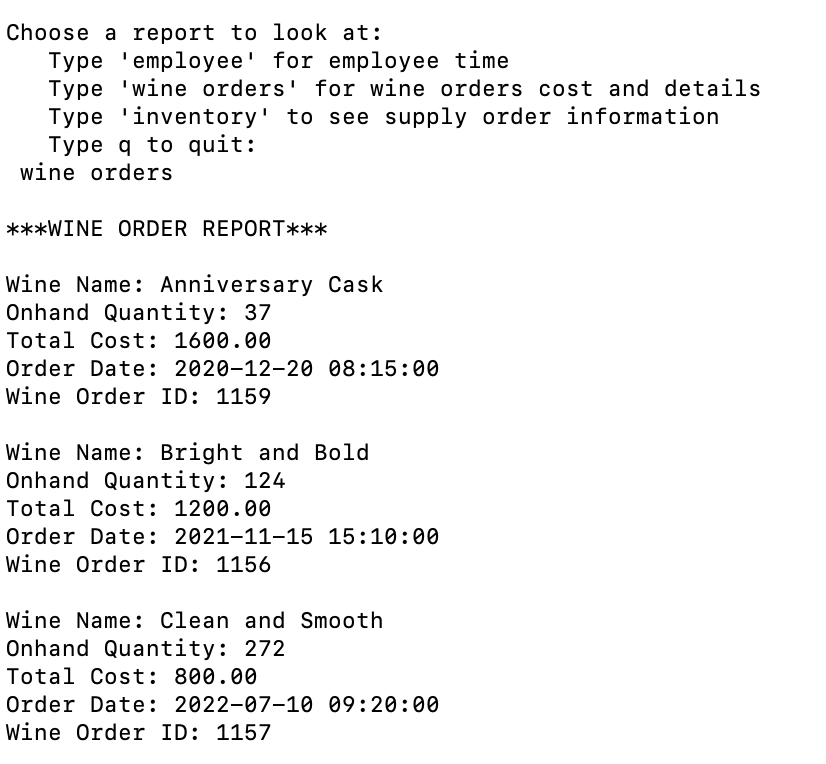 Choose a report to look at:
   Type 'employee' for employee time
   Type 'wine orders' for wine orders cost and details
   Type 'inventory' to see supply order information
   Type q to quit:
 wine orders

***WINE ORDER REPORT***

Wine Name: Anniversary Cask
Onhand Quantity: 37
Total Cost: 1600.00
Order Date: 2020-12-20 08:15:00
Wine Order ID: 1159

Wine Name: Bright and Bold
Onhand Quantity: 124
Total Cost: 1200.00
Order Date: 2021-11-15 15:10:00
Wine Order ID: 1156

Wine Name: Clean and Smooth
Onhand Quantity: 272
Total Cost: 800.00
Order Date: 2022-07-10 09:20:00
Wine Order ID: 1157